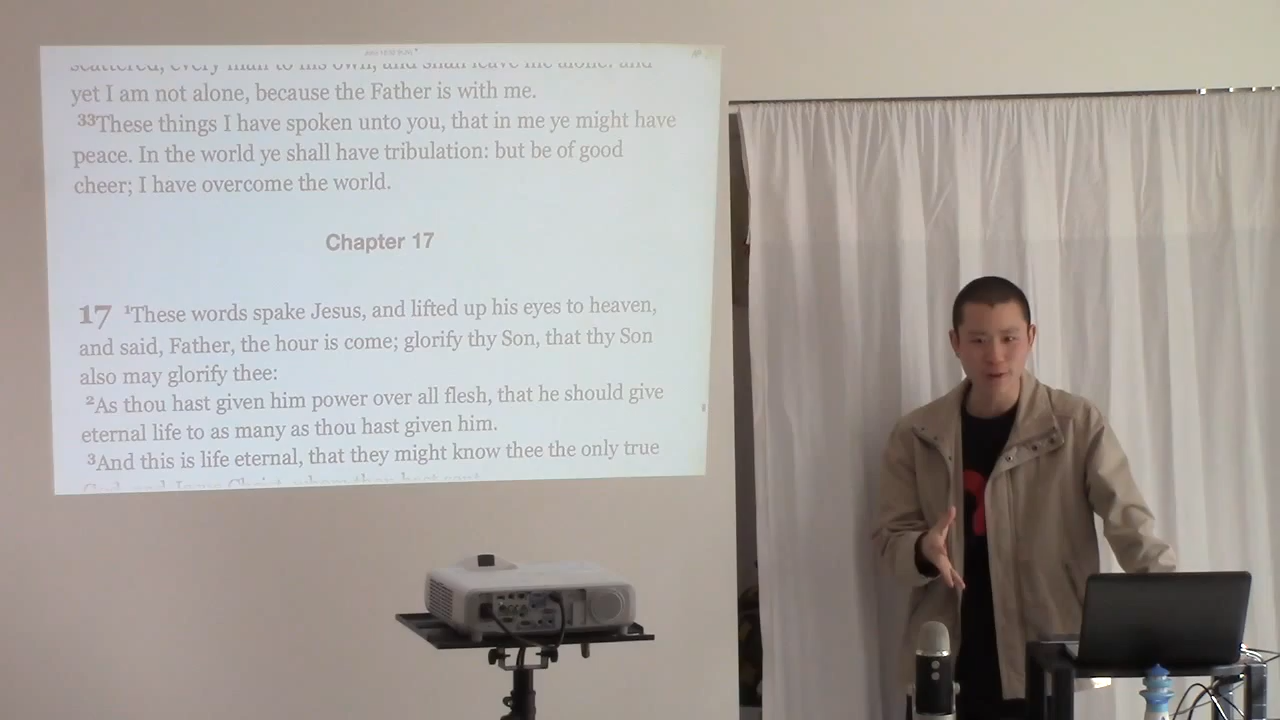 yet I am not alone, because the Father is with me.
33These things I have spoken unto you, that in me ye might have
peace. In the world ye shall have tribulation: but be of good
cheer; I have overcome the world.
Chapter 17
17 1These words spake Jesus, and lifted up his eyes to heaven,
and said, Father, the hour is come; glorify thy Son, that thy Son
also may glorify thee:
2As thou hast given him power over all flesh, that he should give
eternal life to as many as thou hast given him.
3And this is life eternal, that they might know thee the only true